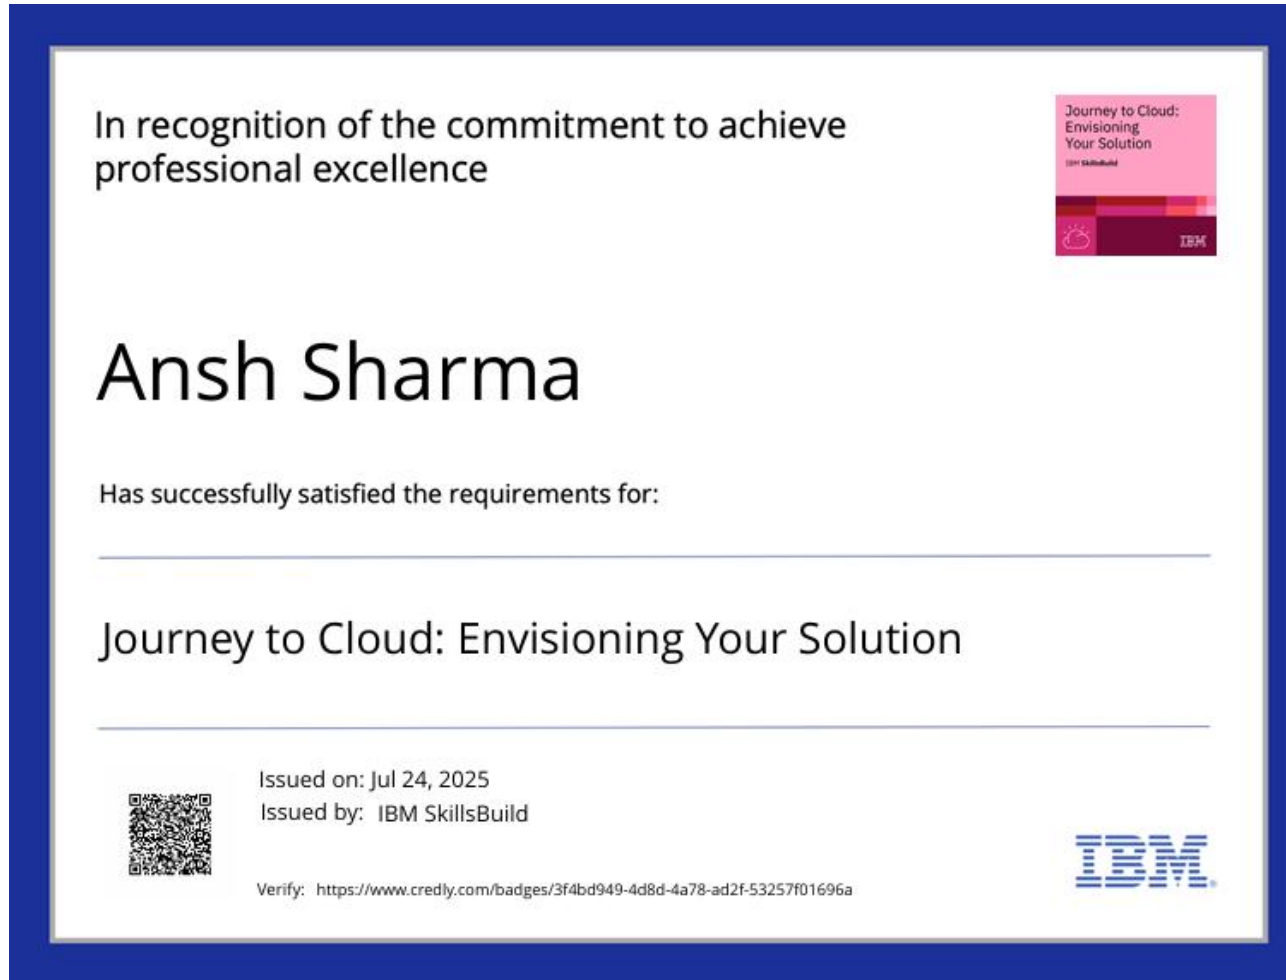 In recognition of the commitment to achieve
professional excellence
Journey to Cloud:
Envisioning
Your Solution
IBM SkillsBuild
IBM
Ansh Sharma
Has successfully satisfied the requirements for:
Journey to Cloud: Envisioning Your Solution
Issued on: Jul 24, 2025
Issued by: IBM SkillsBuild
Verify: https://www.credly.com/badges/3f4bd949-4d8d-4a78-ad2f-53257f01696a
IBM